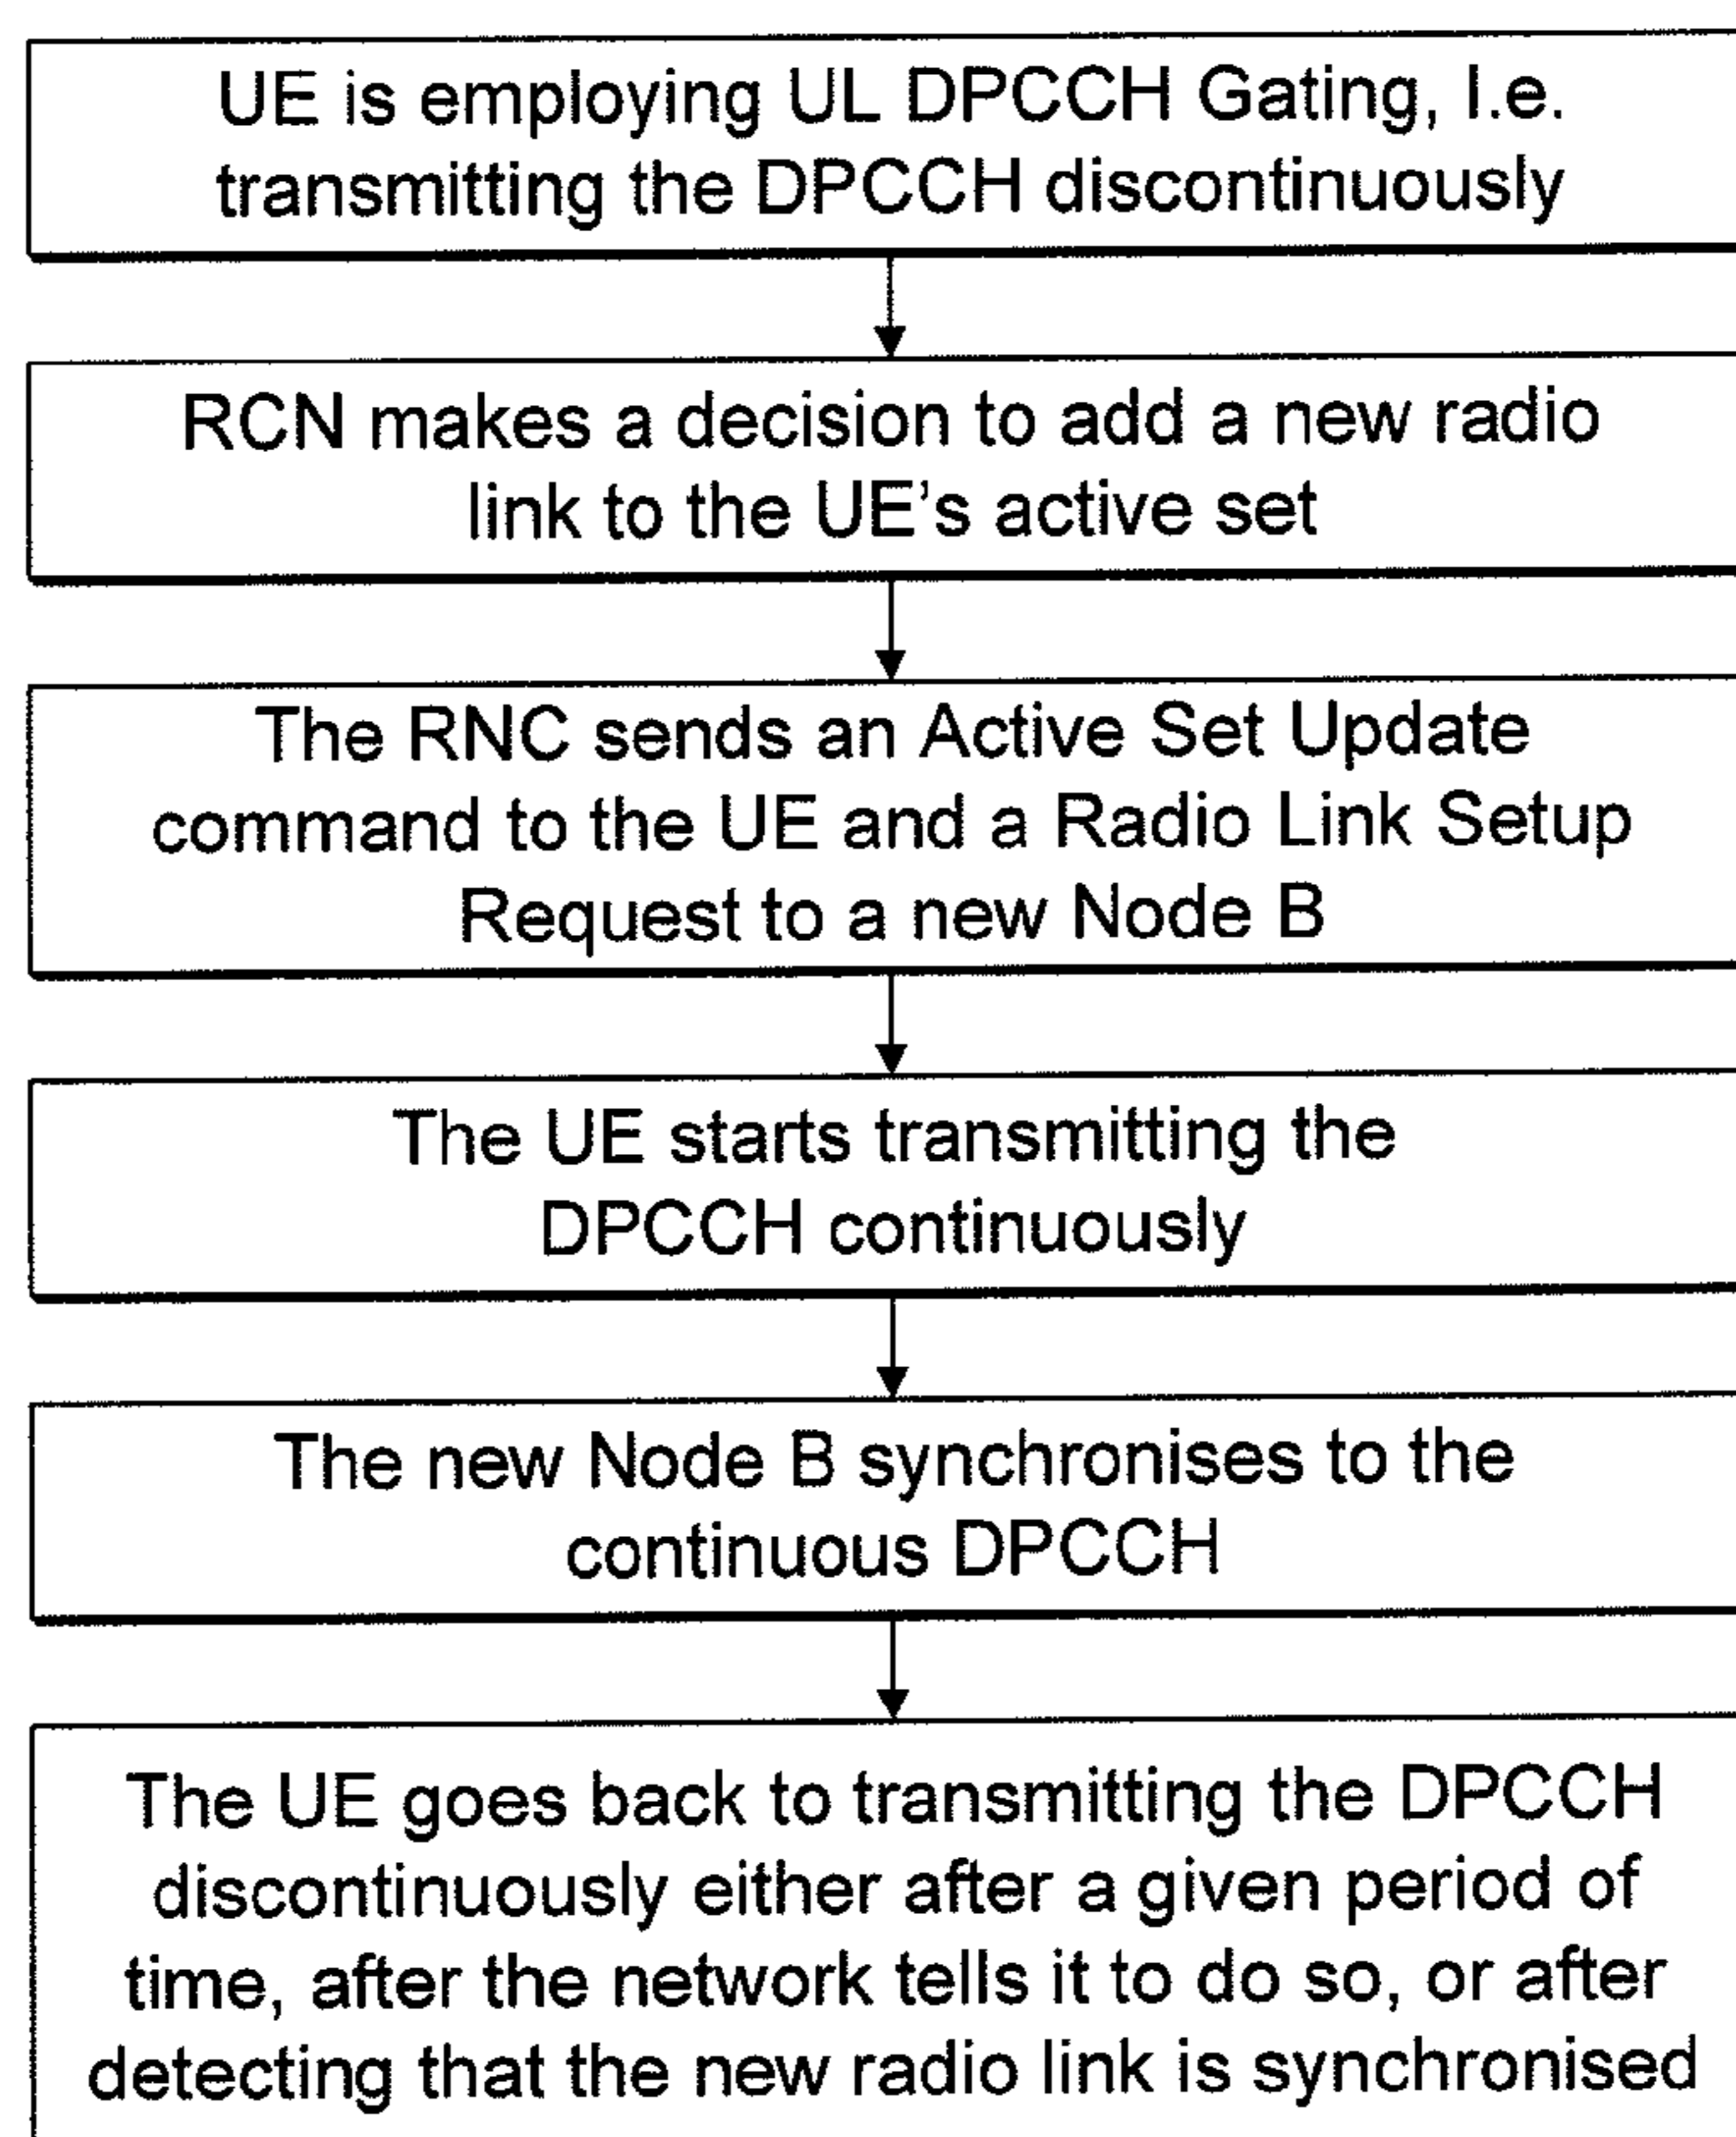 UE is employing UL DPCCH Gating, I.e.
transmitting the DPCCH discontinuously
RCN makes a decision to add a new radio
link to the UE's active set
The RNC sends an Active Set Update
command to the UE and a Radio Link Setup
Request to a new Node B
The UE starts transmitting the
DPCCH continuously
The new Node B synchronises to the
continuous DPCCH
The UE goes back to transmitting the DPCCH
discontinuously either after a given period of
time, after the network tells it to do so, or after
detecting that the new radio link is synchronised